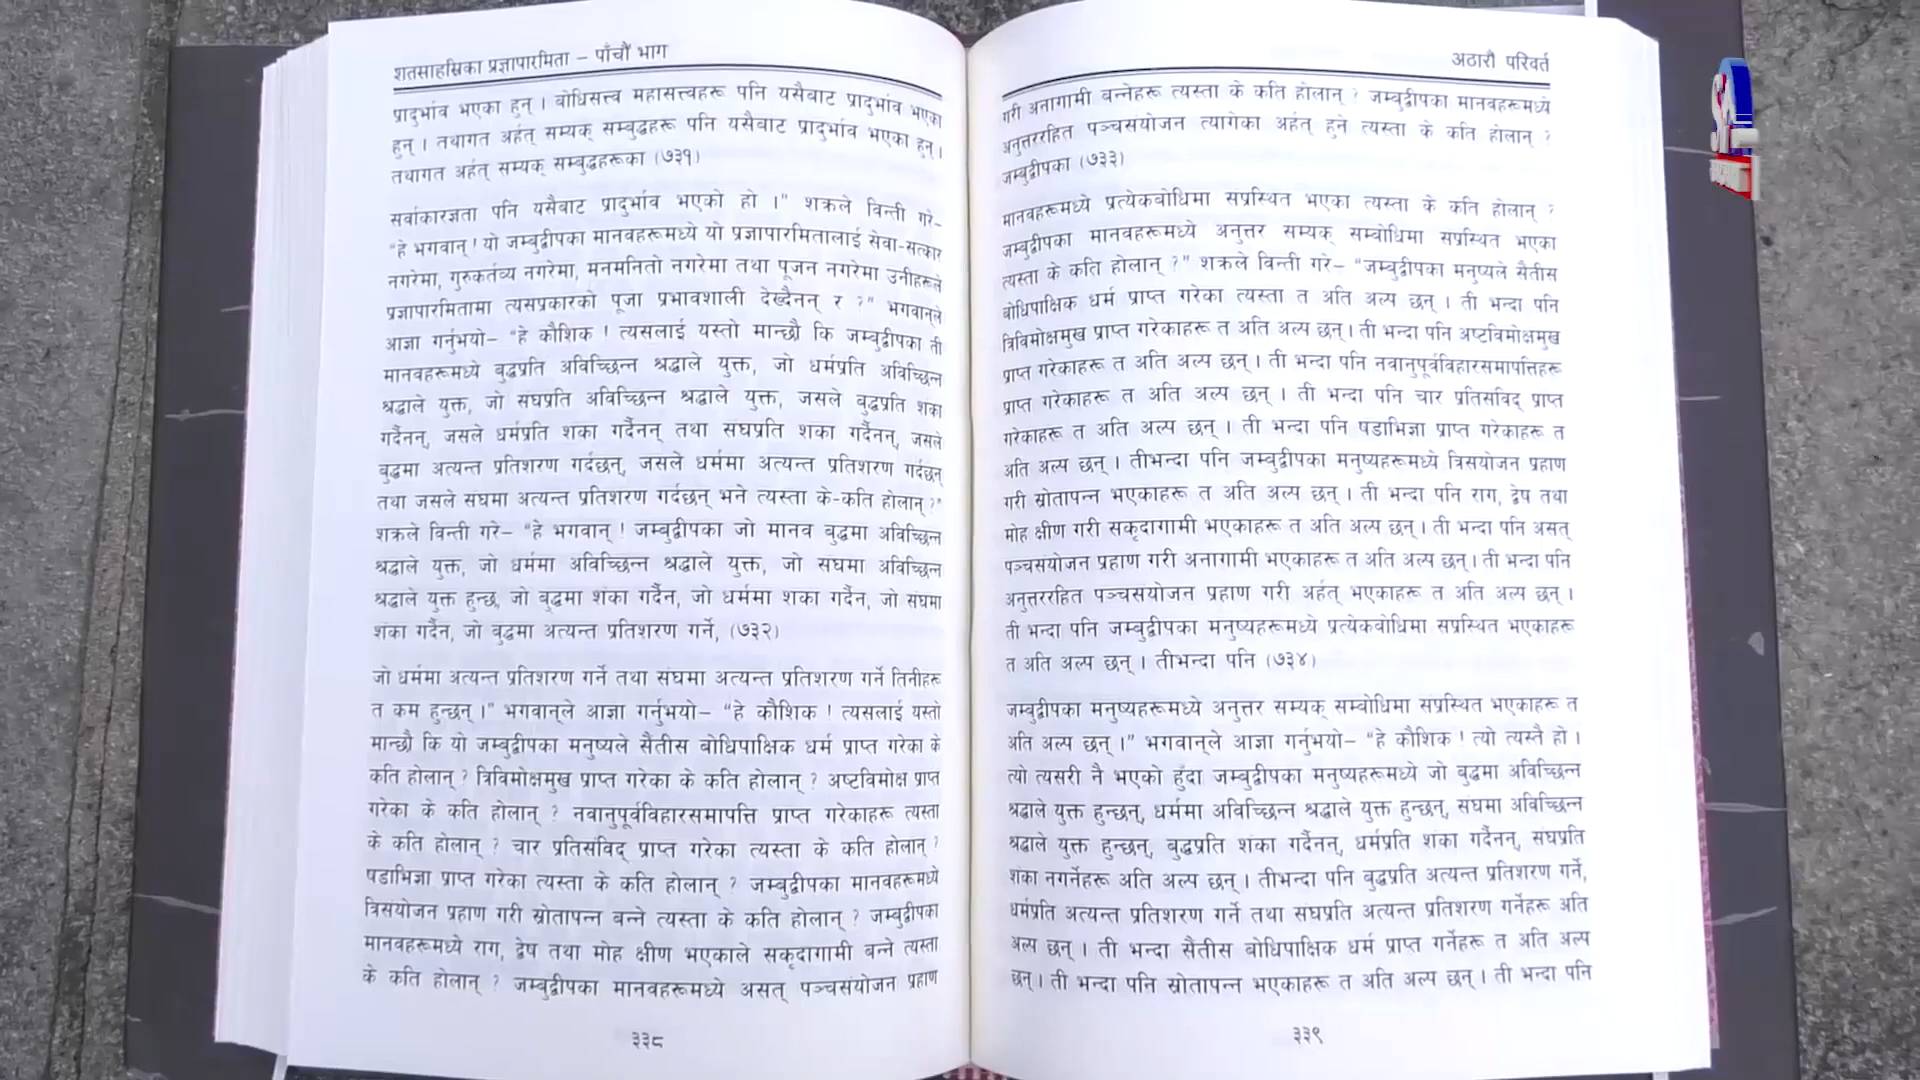 शतसाहस्रिका प्रज्ञापारमिता – पाँचौं भाग
प्रादुर्भाव भएका हुन् । बोधिसत्त्व महासत्त्वहरू पनि यसैबाट प्रादुर्भाव भएका
हुन् । तथागत अर्हत् सम्यक् सम्बुद्धहरू पनि यसैबाट प्रादुर्भाव भएका हुन् ।
तथागत अर्हत् सम्यक् सम्बुद्धहरूका (७३१)
सर्वाकारज्ञता पनि यसैबाट प्रादुर्भाव भएको हो ।” शक्रले विन्ती गरे–
“हे भगवान् ! यो जम्बुद्वीपका मानवहरूमध्ये यो प्रज्ञापारमितालाई सेवा-सत्कार
नगरेमा, गुरुकर्तव्य नगरेमा, मनमनितो नगरेमा तथा पूजन नगरेमा उनीहरूले
प्रज्ञापारमितामा त्यसप्रकारको पूजा प्रभावशाली देख्दैनन् र ?” भगवान्‌ले
आज्ञा गर्नुभयो– “हे कौशिक ! त्यसलाई यस्तो मान्छौ कि जम्बुद्वीपका ती
मानवहरूमध्ये बुद्धप्रति अविच्छिन्न श्रद्धाले युक्त, जो धर्मप्रति अविच्छिन्न
श्रद्धाले युक्त, जो संघप्रति अविच्छिन्न श्रद्धाले युक्त, जसले बुद्धप्रति शंका
गर्दैनन्, जसले धर्मप्रति शंका गर्दैनन् तथा संघप्रति शंका गर्दैनन्, जसले
बुद्धमा अत्यन्त प्रतिशरण गर्दछन्, जसले धर्ममा अत्यन्त प्रतिशरण गर्दछन्
तथा जसले संघमा अत्यन्त प्रतिशरण गर्दछन् भने त्यस्ता के-कति होलान् ?”
शक्रले विन्ती गरे– “हे भगवान् ! जम्बुद्वीपका जो मानव बुद्धमा अविच्छिन्न
श्रद्धाले युक्त, जो धर्ममा अविच्छिन्न श्रद्धाले युक्त, जो संघमा अविच्छिन्न
श्रद्धाले युक्त हुन्छ, जो बुद्धमा शंका गर्दैन, जो धर्ममा शंका गर्दैन, जो संघमा
शंका गर्दैन, जो बुद्धमा अत्यन्त प्रतिशरण गर्ने, (७३२)
जो धर्ममा अत्यन्त प्रतिशरण गर्ने तथा संघमा अत्यन्त प्रतिशरण गर्ने तिनीहरू
त कम हुन्छन् ।” भगवान्‌ले आज्ञा गर्नुभयो– “हे कौशिक ! त्यसलाई यस्तो
मान्छौ कि यो जम्बुद्वीपका मनुष्यले सैंतीस बोधिपाक्षिक धर्म प्राप्त गरेका के
कति होलान् ? त्रिविमोक्षमुख प्राप्त गरेका के कति होलान् ? अष्टविमोक्ष प्राप्त
गरेका के कति होलान् ? नवानुपूर्वविहारसमापत्ति प्राप्त गरेकाहरू त्यस्ता
के कति होलान् ? चार प्रतिसंविद् प्राप्त गरेका त्यस्ता के कति होलान् ?
षडाभिज्ञा प्राप्त गरेका त्यस्ता के कति होलान् ? जम्बुद्वीपका मानवहरूमध्ये
त्रिसंयोजन प्रहाण गरी स्रोतापन्न बन्ने त्यस्ता के कति होलान् ? जम्बुद्वीपका
मानवहरूमध्ये राग, द्वेष तथा मोह क्षीण भएकाले सकृदागामी बन्ने त्यस्ता
के कति होलान् ? जम्बुद्वीपका मानवहरूमध्ये असत् पञ्चसंयोजन प्रहाण
३३८
अठारौं परिवर्त
गरी अनागामी बन्नेहरू त्यस्ता के कति होलान् ? जम्बुद्वीपका मानवहरूमध्ये
अनुत्तररहित पञ्चसंयोजन त्यागेका अर्हत् हुने त्यस्ता के कति होलान् ?
जम्बुद्वीपका (७३३)
मानवहरूमध्ये प्रत्येकबोधिमा संप्रस्थित भएका त्यस्ता के कति होलान् ?
जम्बुद्वीपका मानवहरूमध्ये अनुत्तर सम्यक् सम्बोधिमा संप्रस्थित भएका
त्यस्ता के कति होलान् ?” शक्रले विन्ती गरे– “जम्बुद्वीपका मनुष्यले सैंतीस
बोधिपाक्षिक धर्म प्राप्त गरेका त्यस्ता त अति अल्प छन् । ती भन्दा पनि
त्रिविमोक्षमुख प्राप्त गरेकाहरू त अति अल्प छन् । ती भन्दा पनि अष्टविमोक्षमुख
प्राप्त गरेकाहरू त अति अल्प छन् । ती भन्दा पनि नवानुपूर्वविहारसमापत्तिहरू
प्राप्त गरेकाहरू त अति अल्प छन् । ती भन्दा पनि चार प्रतिसंविद् प्राप्त
गरेकाहरू त अति अल्प छन् । ती भन्दा पनि षडाभिज्ञा प्राप्त गरेकाहरू त
अति अल्प छन् । तीभन्दा पनि जम्बुद्वीपका मनुष्यहरूमध्ये त्रिसंयोजन प्रहाण
गरी स्रोतापन्न भएकाहरू त अति अल्प छन् । ती भन्दा पनि राग, द्वेष तथा
मोह क्षीण गरी सकृदागामी भएकाहरू त अति अल्प छन् । ती भन्दा पनि असत्
पञ्चसंयोजन प्रहाण गरी अनागामी भएकाहरू त अति अल्प छन् । ती भन्दा पनि
अनुत्तररहित पञ्चसंयोजन प्रहाण गरी अर्हत् भएकाहरू त अति अल्प छन् ।
ती भन्दा पनि जम्बुद्वीपका मनुष्यहरूमध्ये प्रत्येकबोधिमा संप्रस्थित भएकाहरू
त अति अल्प छन् । तीभन्दा पनि (७३४)
जम्बुद्वीपका मनुष्यहरूमध्ये अनुत्तर सम्यक् सम्बोधिमा संप्रस्थित भएकाहरू त
अति अल्प छन् ।” भगवान्‌ले आज्ञा गर्नुभयो– “हे कौशिक ! त्यो त्यस्तै हो ।
त्यो त्यसरी नै भएको हुँदा जम्बुद्वीपका मनुष्यहरूमध्ये जो बुद्धमा अविच्छिन्न
श्रद्धाले युक्त हुन्छन्, धर्ममा अविच्छिन्न श्रद्धाले युक्त हुन्छन्, संघमा अविच्छिन्न
श्रद्धाले युक्त हुन्छन्, बुद्धप्रति शंका गर्दैनन्, धर्मप्रति शंका गर्दैनन्, संघप्रति
शंका नगर्नेहरू अति अल्प छन् । तीभन्दा पनि बुद्धप्रति अत्यन्त प्रतिशरण गर्ने,
धर्मप्रति अत्यन्त प्रतिशरण गर्ने तथा संघप्रति अत्यन्त प्रतिशरण गर्नेहरू अति
अल्प छन् । ती भन्दा सैंतीस बोधिपाक्षिक धर्म प्राप्त गर्नेहरू त अति अल्प
छन् । ती भन्दा पनि स्रोतापन्न भएकाहरू त अति अल्प छन् । ती भन्दा पनि
३३९